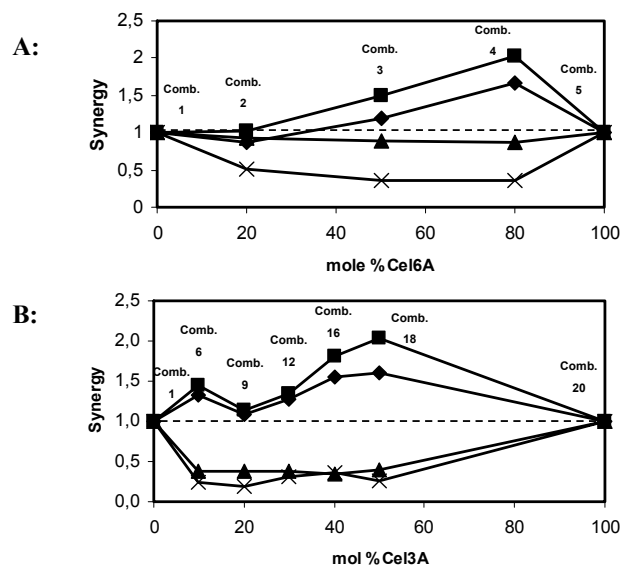 A:
Synergy
2,5
2
1,5
1
0,5
0
Comb.
1
Comb.
2
Comb.
3
Comb.
4
Comb.
5
0 20 40 60 80 100
mole %Cel6A
B:
Synergy
2,5
2,0
1,5
1,0
0,5
0,0
Comb.
1
Comb.
6
Comb.
9
Comb.
12
Comb.
16
Comb.
18
Comb.
20
0 20 40 60 80 100
mol %Cel3A